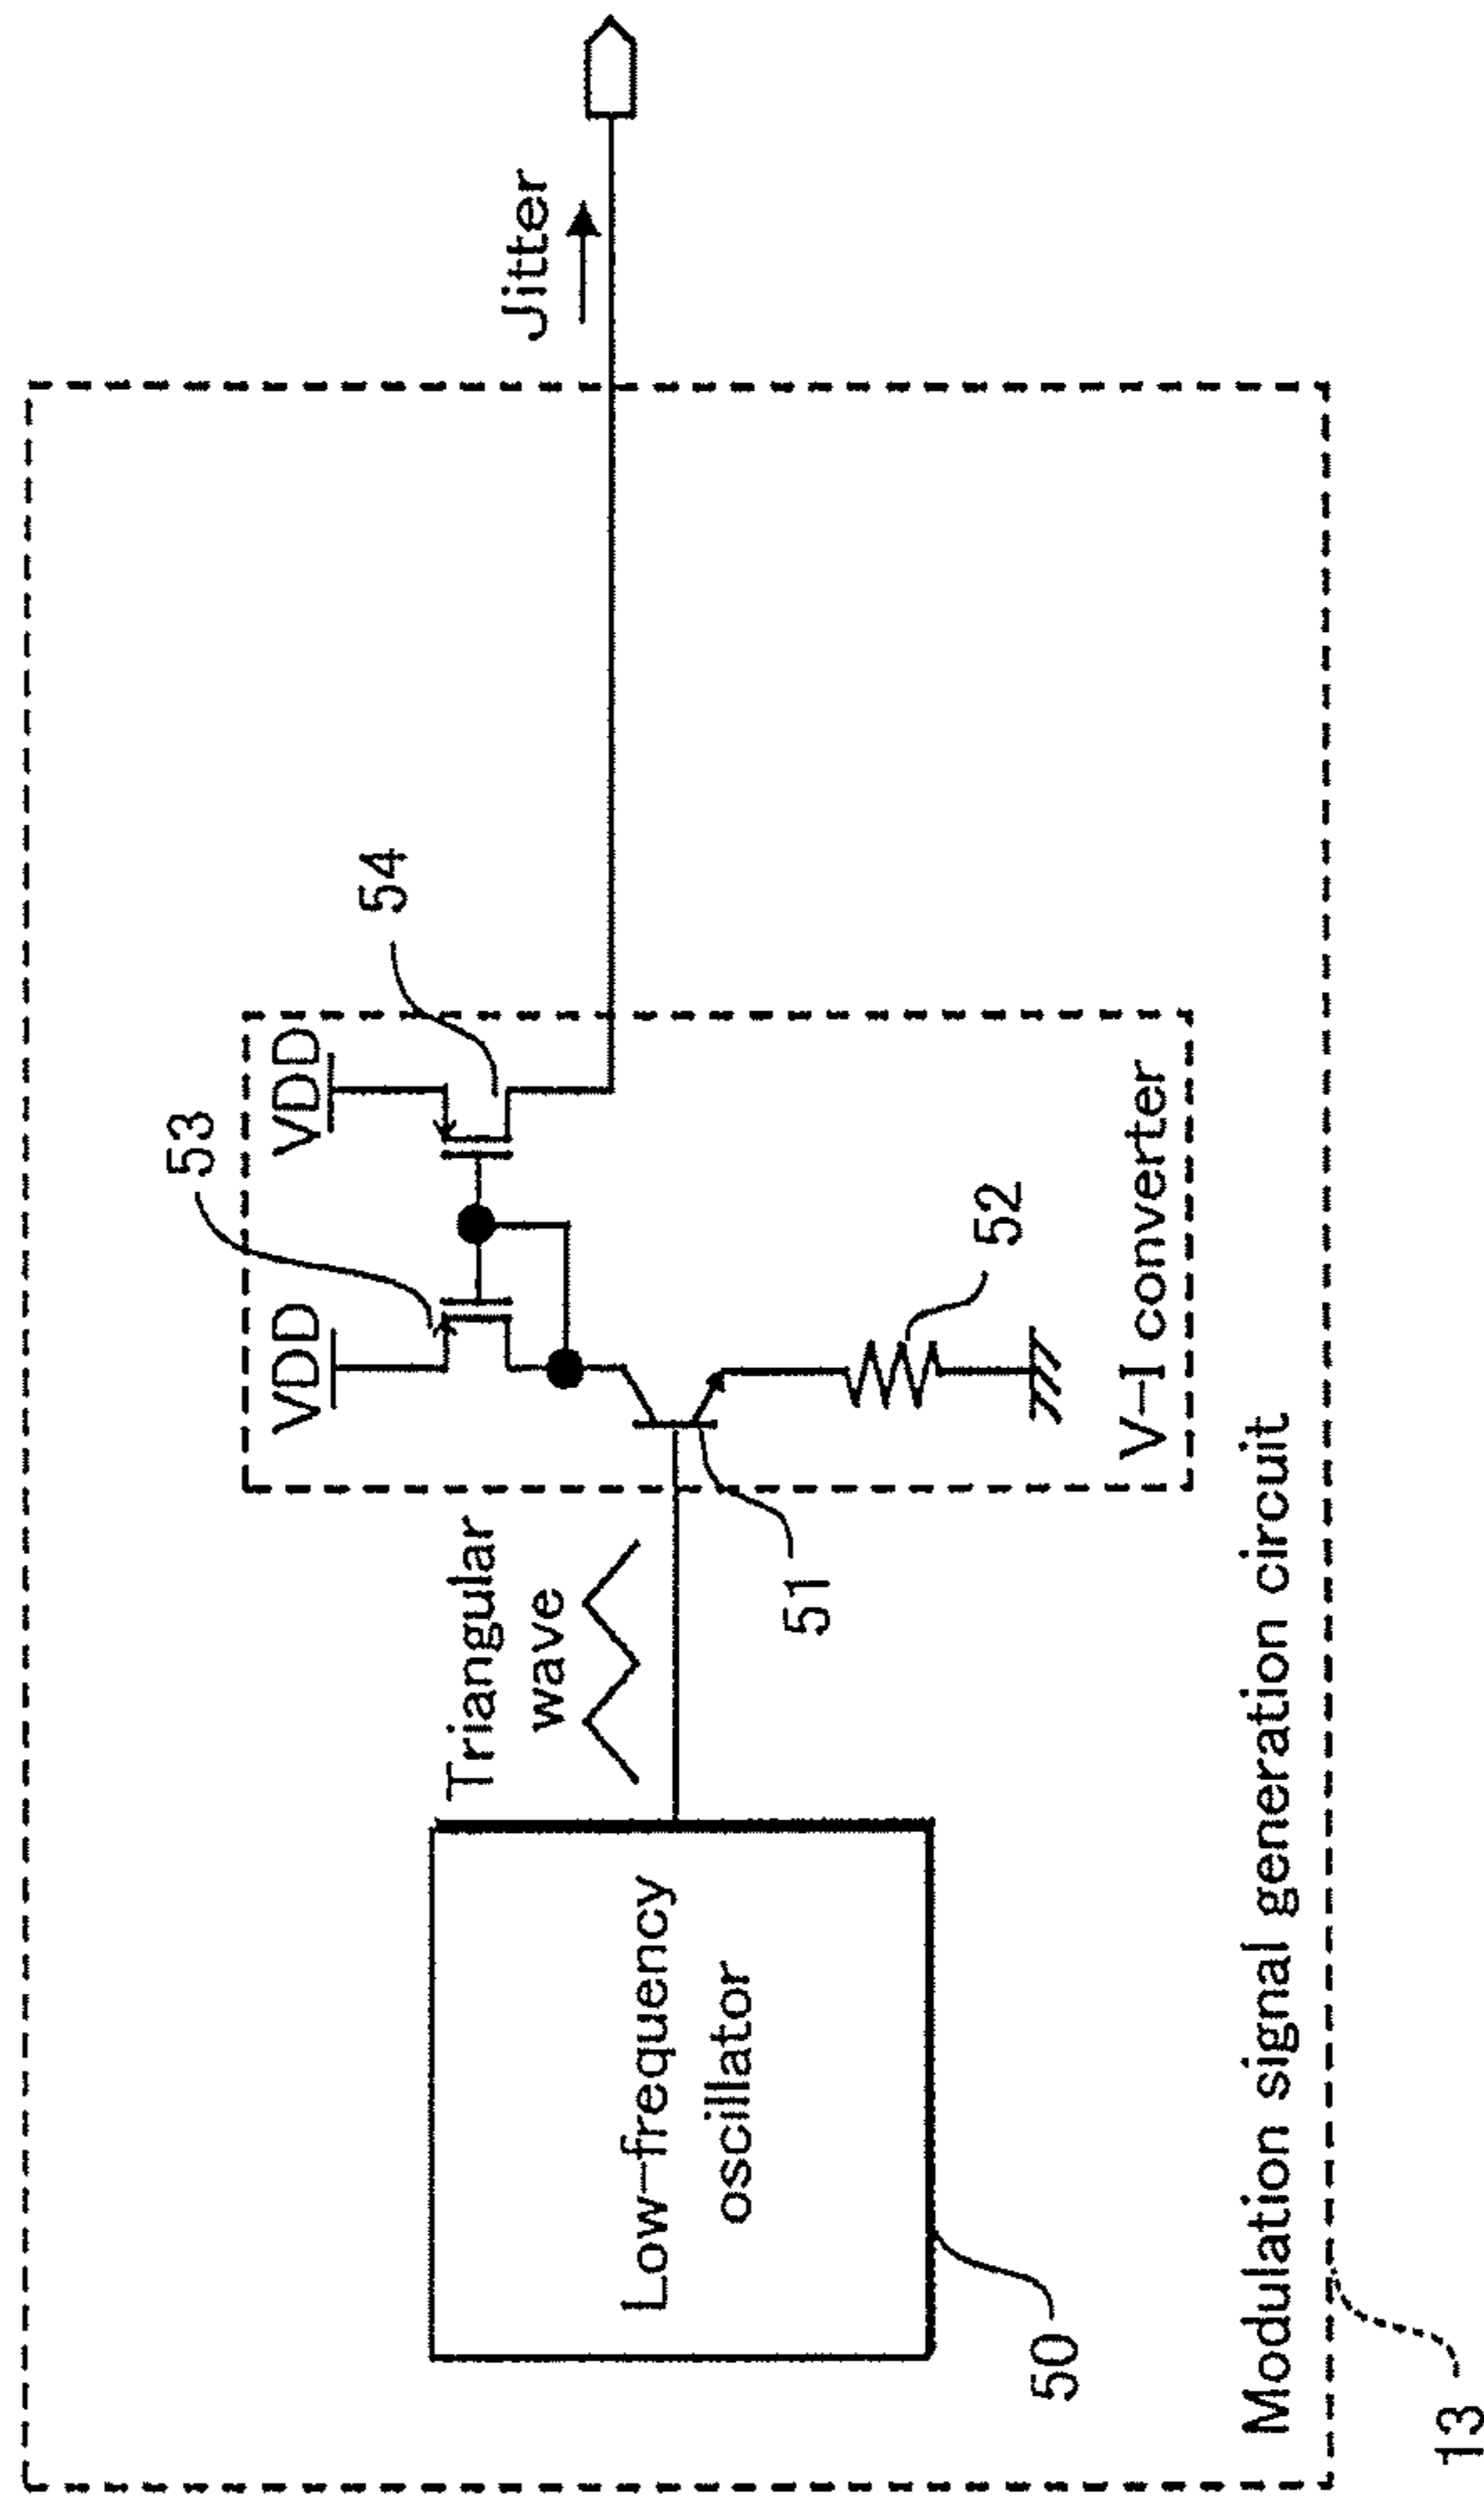 53
54
VDD
VDD
Jitter
Triangular
wave
Low-frequency
oscillator
51
52
V-I converter
50
Modulation signal generation circuit
13